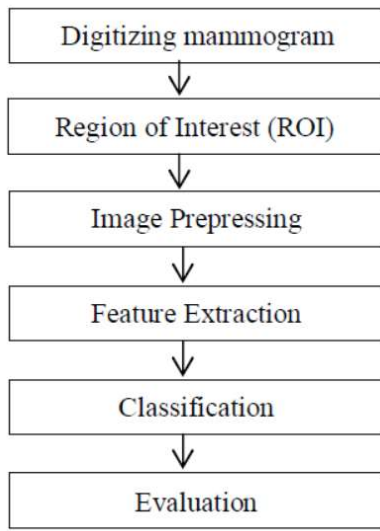 Digitizing mammogram
Region of Interest (ROI)
Image Prepressing
Feature Extraction
Classification
Evaluation